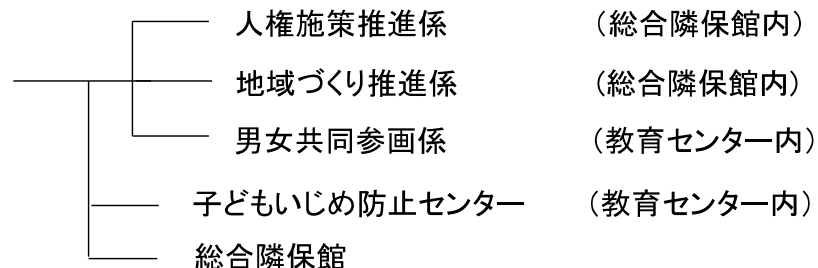 人権施策推進係 （総合隣保館内）
地域づくり推進係 （総合隣保館内）
男女共同参画係 （教育センター内）
子どもいじめ防止センター （教育センター内）
総合隣保館